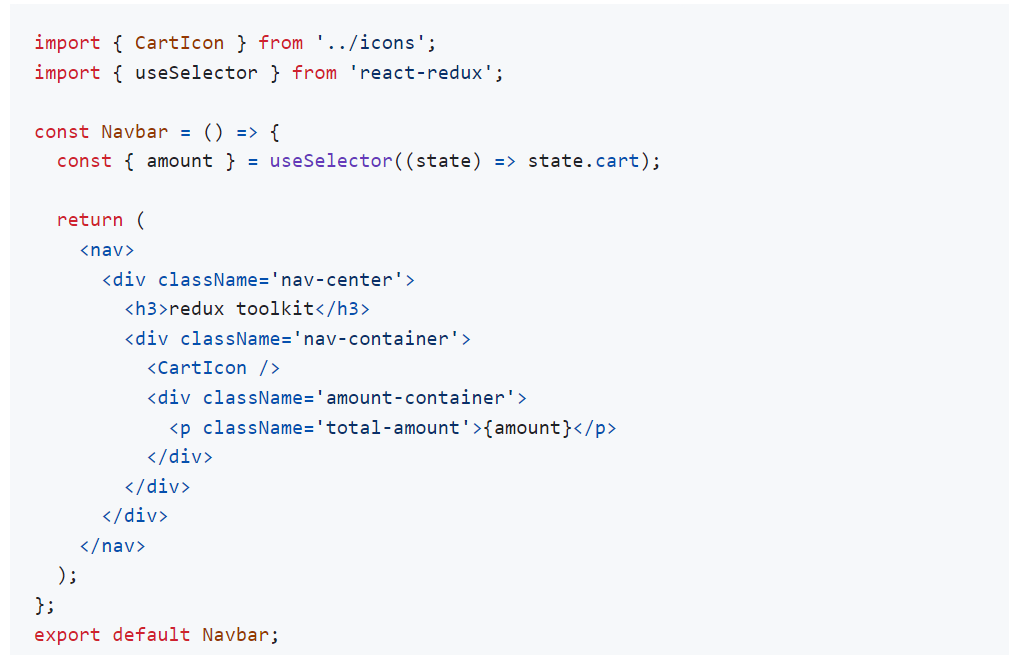 import { CartIcon } from '../icons';
import { useSelector } from 'react-redux';

const Navbar = () => {
  const { amount } = useSelector((state) => state.cart);

  return (
    <nav>
      <div className='nav-center'>
        <h3>redux toolkit</h3>
        <div className='nav-container'>
          <CartIcon />
          <div className='amount-container'>
            <p className='total-amount'>{amount}</p>
          </div>
        </div>
      </div>
    </nav>
  );
};
export default Navbar;